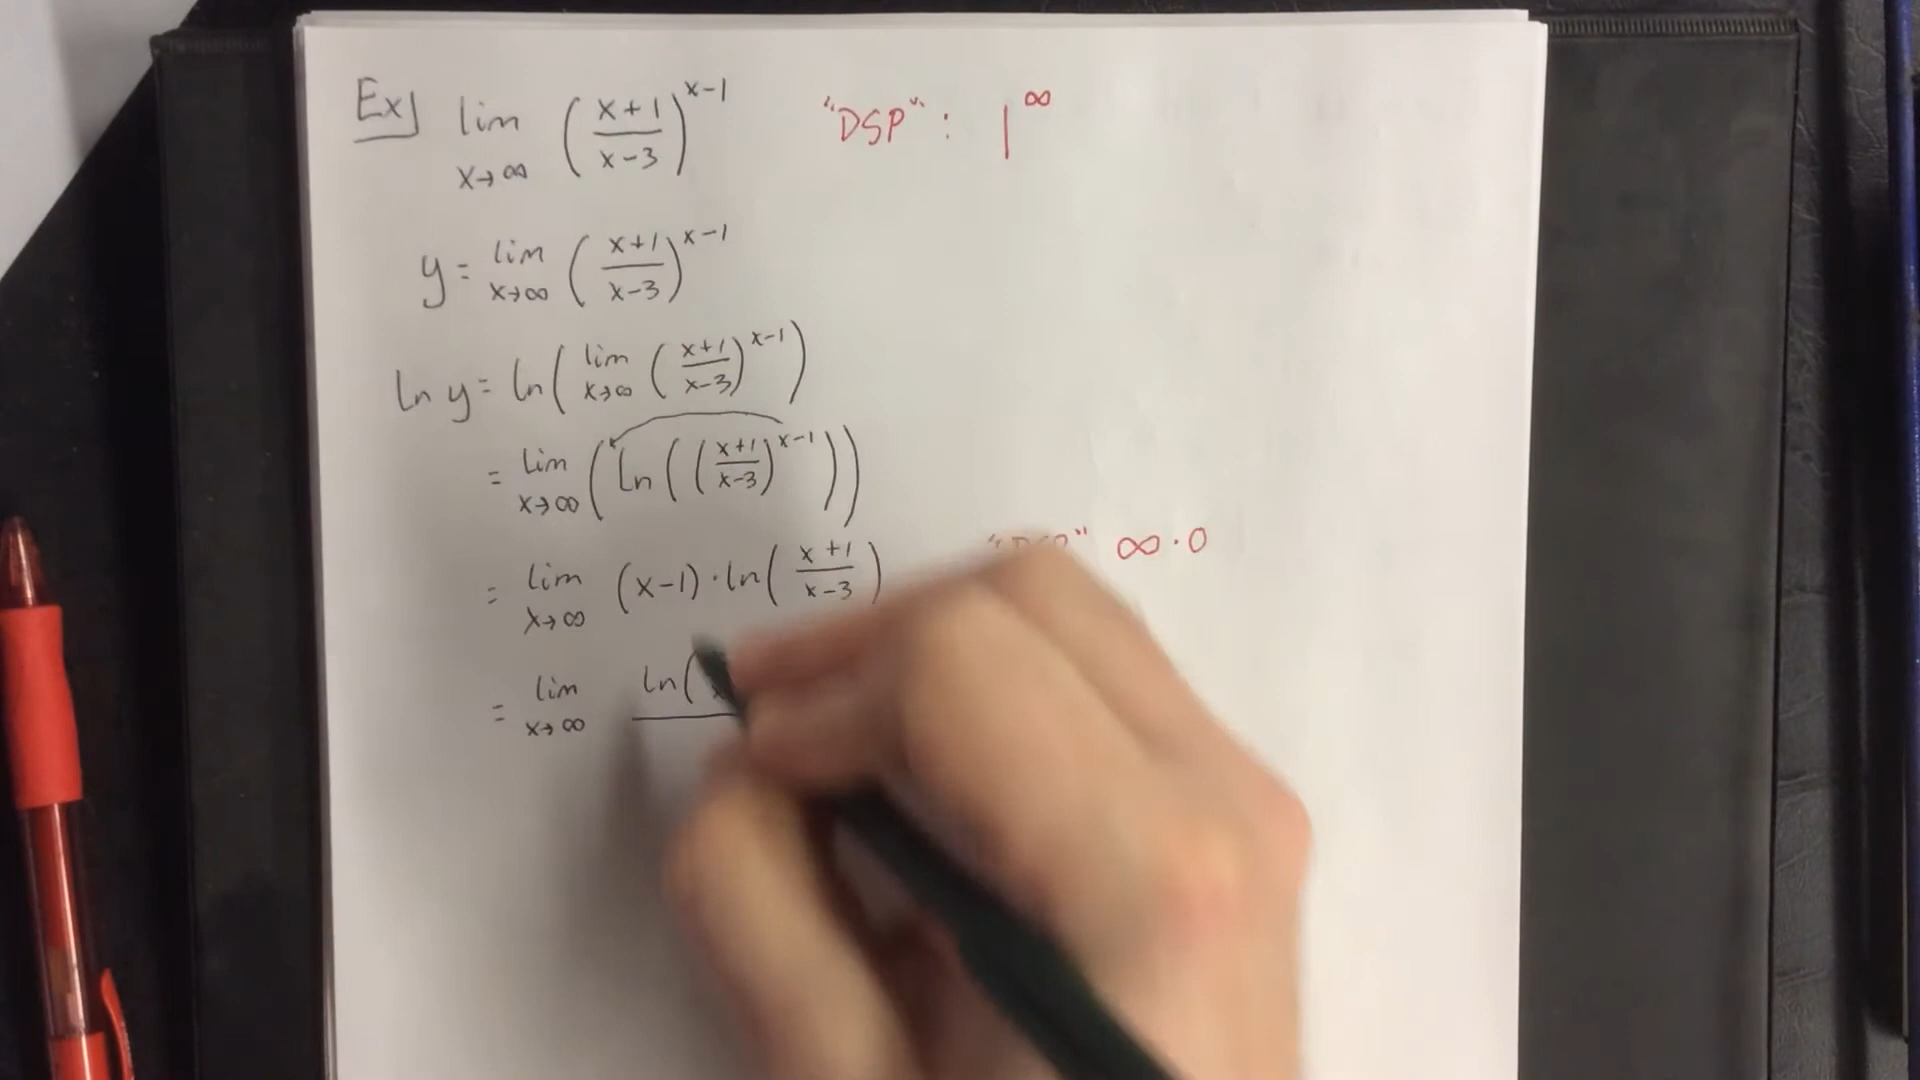 Ex] lim x→∞ ((x+1)/(x-3))^(x-1) "DSP": 1^∞
y = lim x→∞ ((x+1)/(x-3))^(x-1)
ln y = ln(lim x→∞ ((x+1)/(x-3))^(x-1))
= lim x→∞ (ln(((x+1)/(x-3))^(x-1)))
= lim x→∞ (x-1)·ln((x+1)/(x-3)) ∞·0
= lim x→∞ ln(